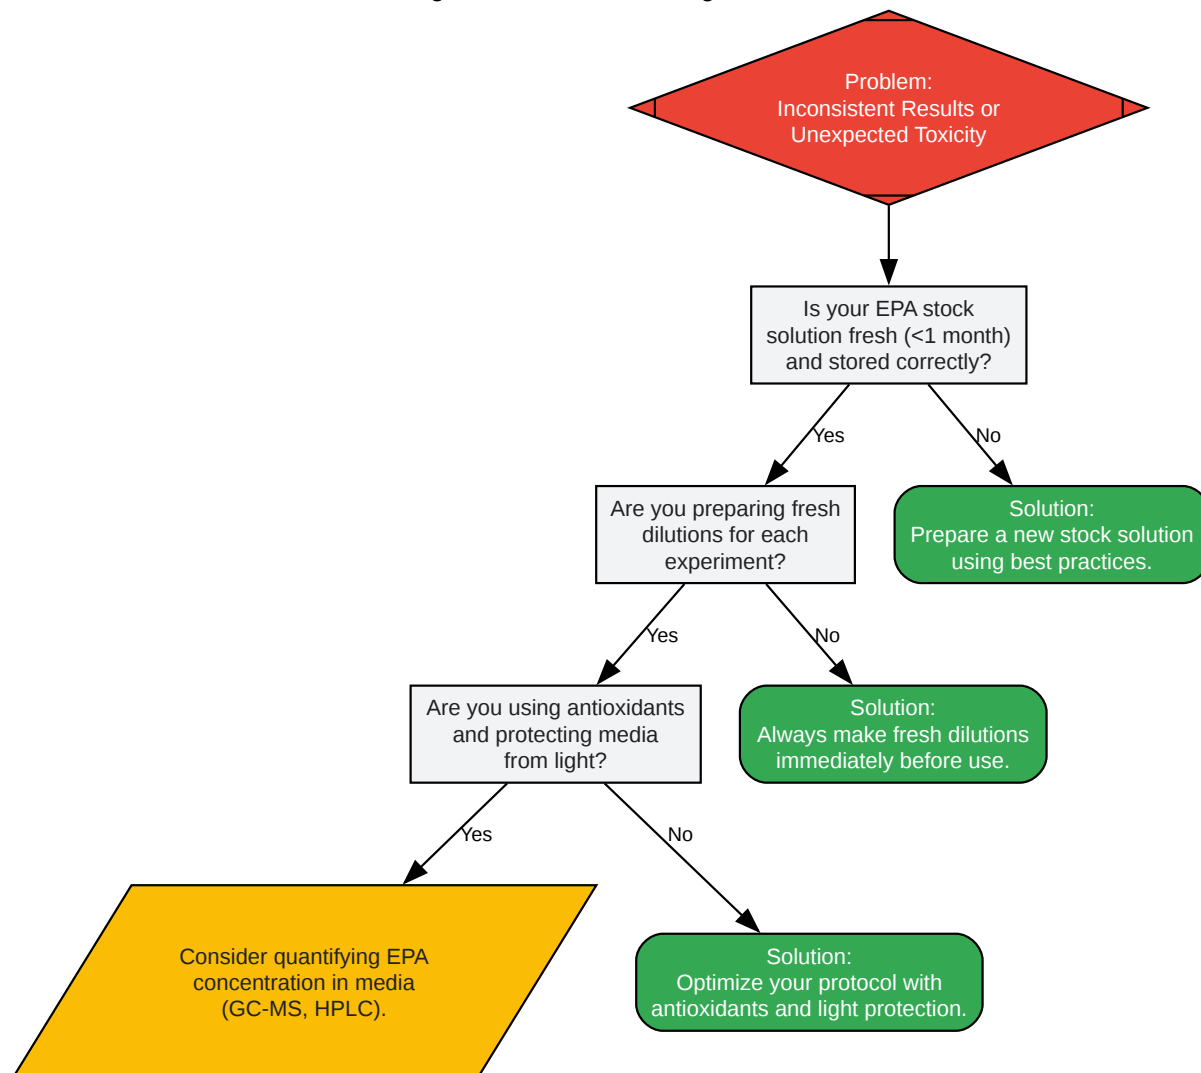 Problem:
Inconsistent Results or
Unexpected Toxicity
Is your EPA stock
solution fresh (<1 month)
and stored correctly?
Yes
No
Are you preparing fresh
dilutions for each
experiment?
Solution:
Prepare a new stock solution
using best practices.
Yes
No
Are you using antioxidants
and protecting media
from light?
Solution:
Always make fresh dilutions
immediately before use.
Yes
No
Consider quantifying EPA
concentration in media
(GC-MS, HPLC).
Solution:
Optimize your protocol with
antioxidants and light protection.